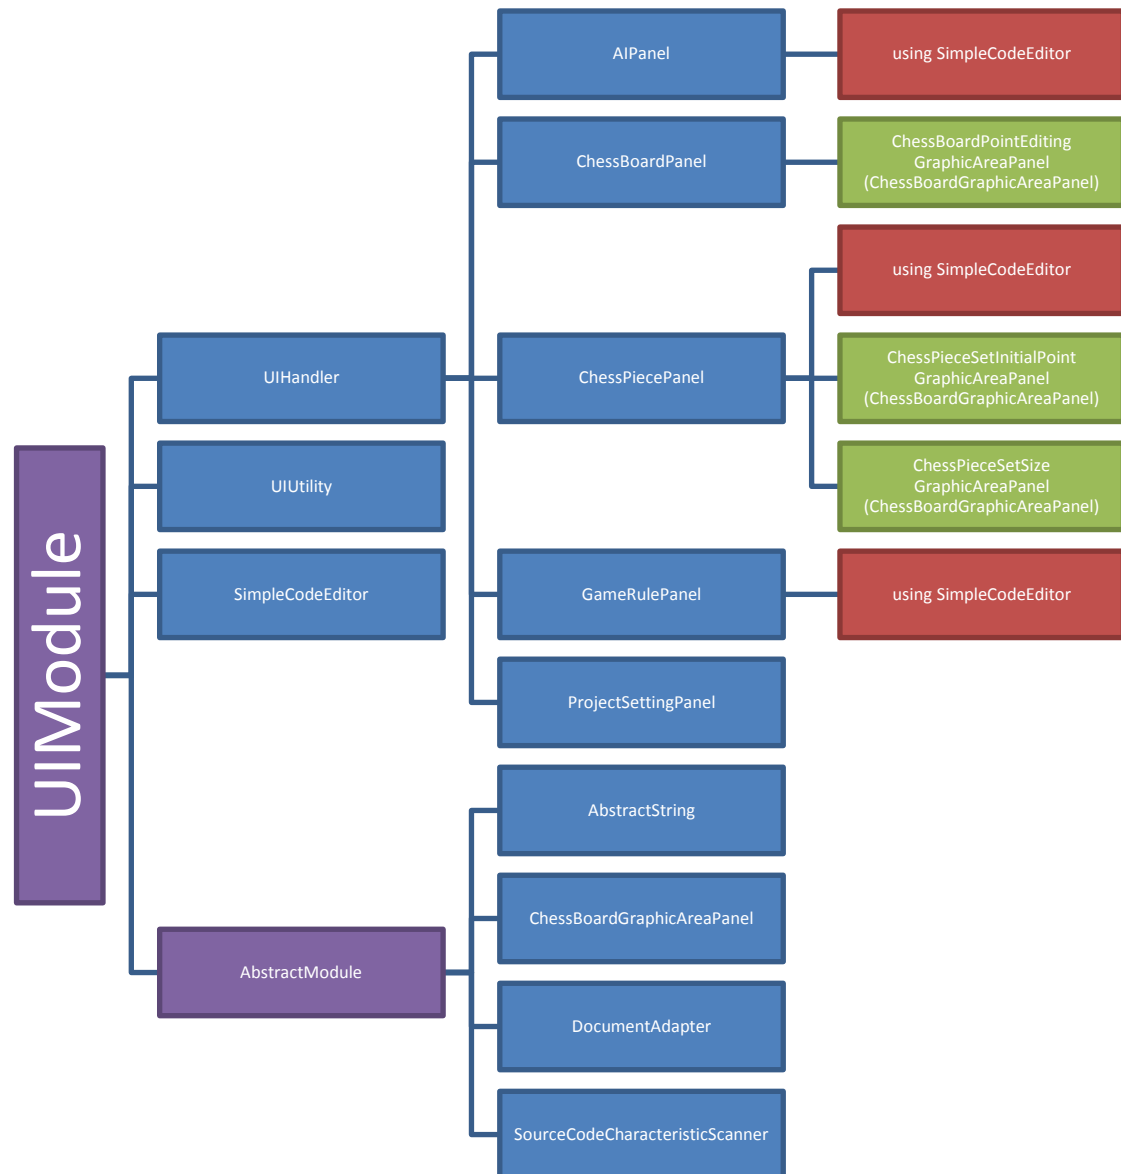 UIModule
UIHandler
UIUtility
SimpleCodeEditor
AbstractModule
AIPanel
ChessBoardPanel
ChessPiecePanel
GameRulePanel
ProjectSettingPanel
AbstractString
ChessBoardGraphicAreaPanel
DocumentAdapter
SourceCodeCharacteristicScanner
using SimpleCodeEditor
ChessBoardPointEditing
GraphicAreaPanel
(ChessBoardGraphicAreaPanel)
using SimpleCodeEditor
ChessPieceSetInitialPoint
GraphicAreaPanel
(ChessBoardGraphicAreaPanel)
ChessPieceSetSize
GraphicAreaPanel
(ChessBoardGraphicAreaPanel)
using SimpleCodeEditor